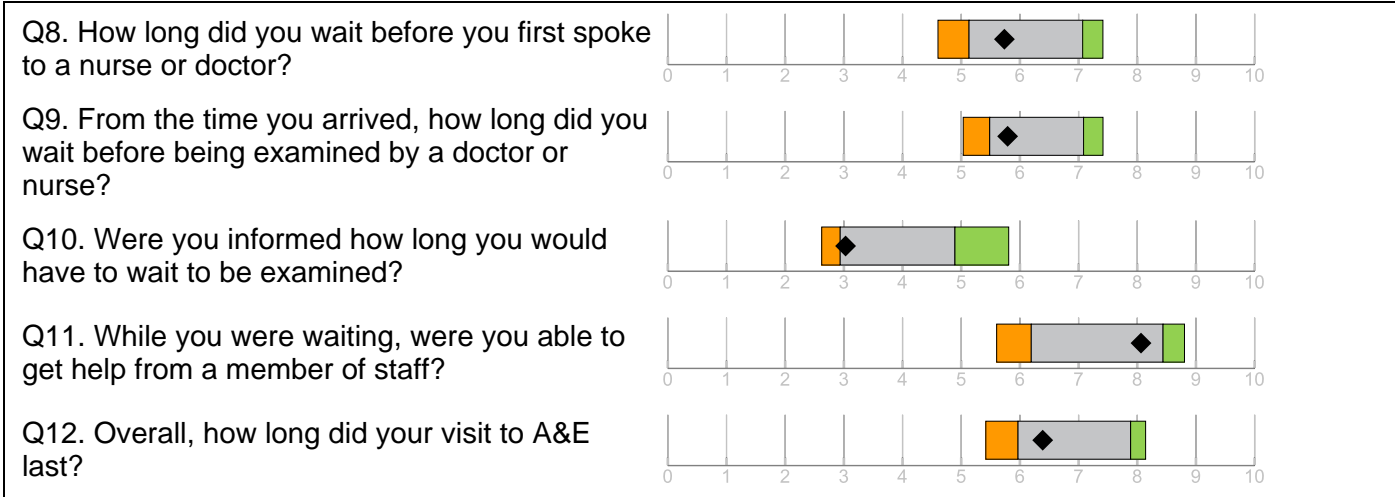 Q8. How long did you wait before you first spoke
to a nurse or doctor?
0 1 2 3 4 5 6 7 8 9 10
Q9. From the time you arrived, how long did you
wait before being examined by a doctor or
nurse?
0 1 2 3 4 5 6 7 8 9 10
Q10. Were you informed how long you would
have to wait to be examined?
0 1 2 3 4 5 6 7 8 9 10
Q11. While you were waiting, were you able to
get help from a member of staff?
0 1 2 3 4 5 6 7 8 9 10
Q12. Overall, how long did your visit to A&E
last?
0 1 2 3 4 5 6 7 8 9 10